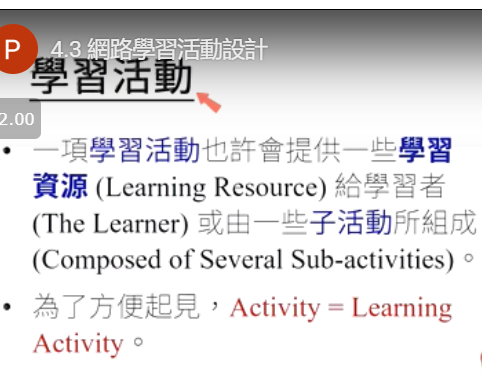 P
4.3 網路學習活動設計
學習活動
2.00
• 一項學習活動也許會提供一些學習
資源 (Learning Resource) 給學習者
(The Learner) 或由一些子活動所組成
(Composed of Several Sub-activities)。
• 為了方便起見，Activity = Learning
Activity。